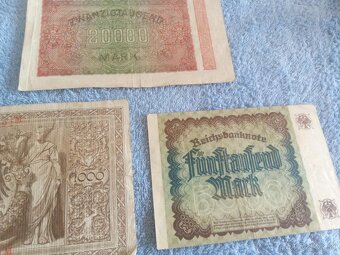 ZWANZIGTAUSEND
20000
MARK
1000
Reichsbanknote
Fünftausend
Mark